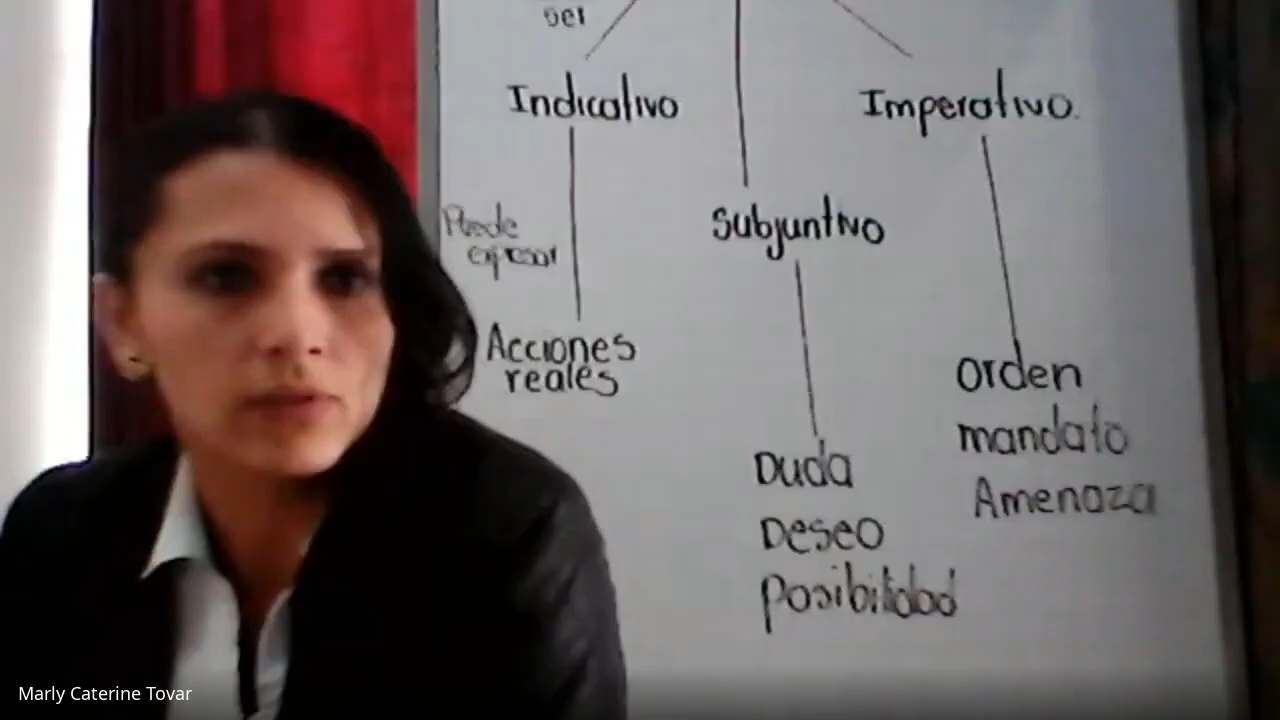 ser
Indicativo
Imperativo.
Puede
expresar
Subjuntivo
Acciones
reales
orden
mandato
Amenaza
Duda
Deseo
posibilidad
Marly Caterine Tovar